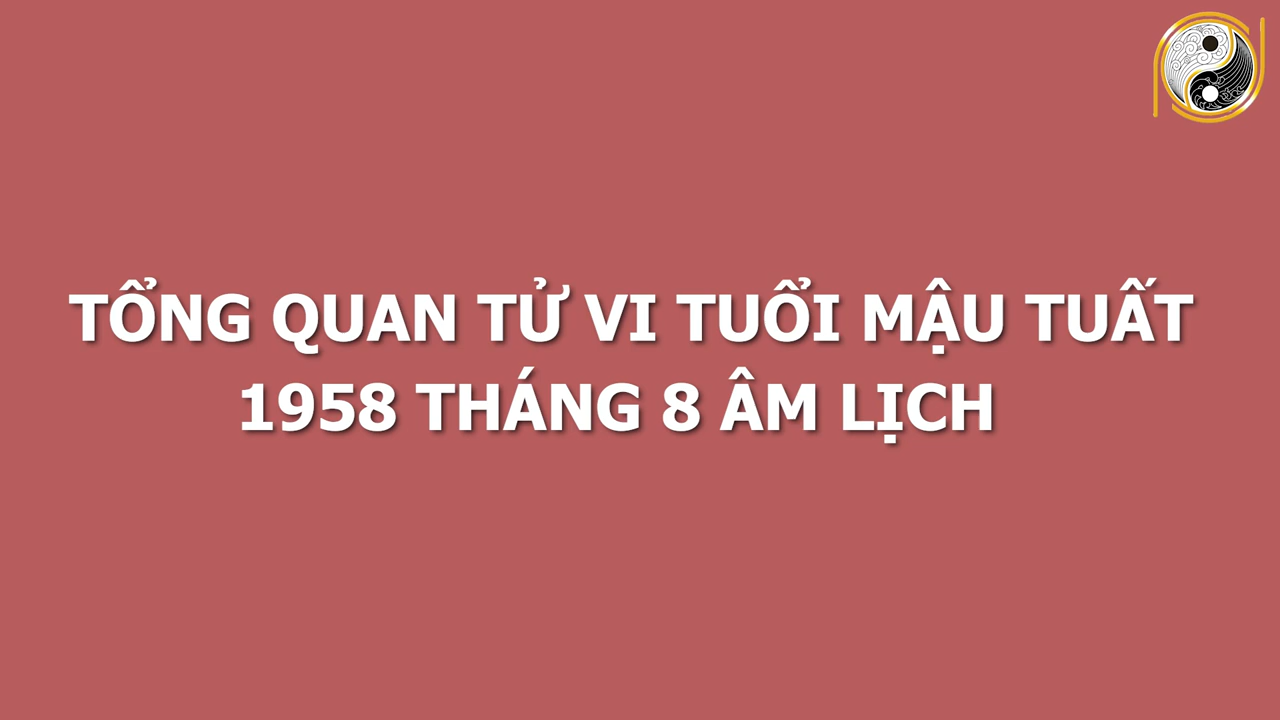 TỔNG QUAN TỬ VI TUỔI MẬU TUẤT
1958 THÁNG 8 ÂM LỊCH